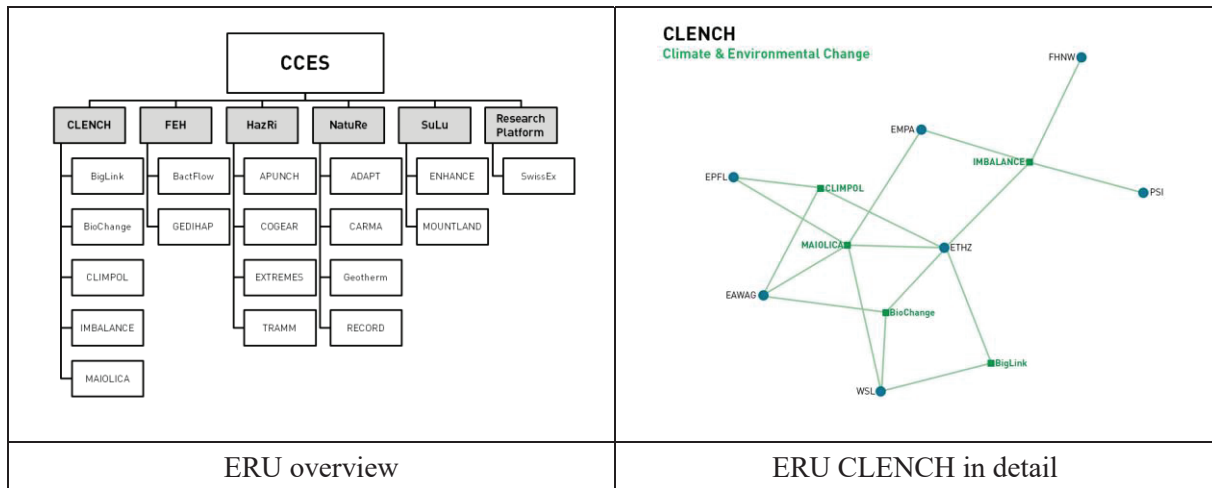 CCES
CLENCH
FEH
HazRi
NatuRe
SuLu
Research
Platform
BigLink
BactFlow
APUNCH
ADAPT
ENHANCE
SwissEx
BioChange
GEDIHAP
COGEAR
CARMA
MOUNTLAND
CLIMPOL
EXTREMES
Geotherm
IMBALANCE
TRAMM
RECORD
MAIOLICA
ERU overview
CLENCH
Climate & Environmental Change
FHNW
EMPA
IMBALANCE
EPFL
CLIMPOL
PSI
MAIOLICA
ETHZ
EAWAG
BioChange
BigLink
WSL
ERU CLENCH in detail